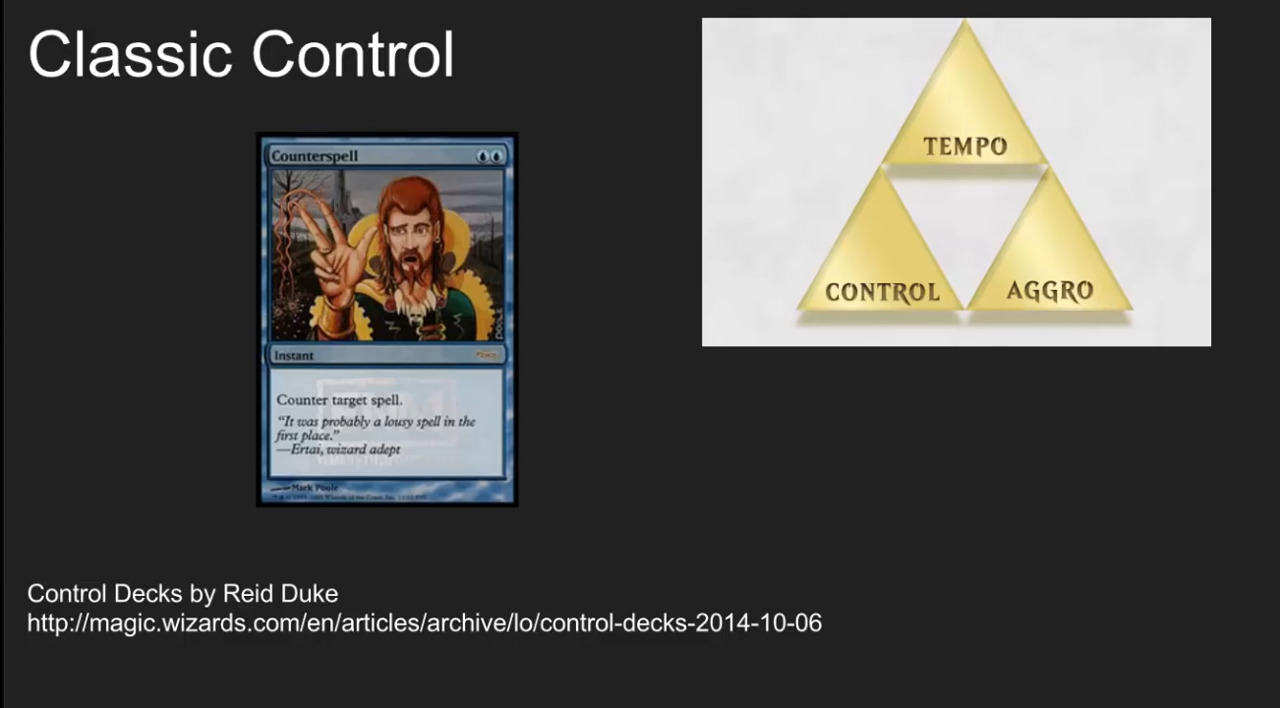 Classic Control
TEMPO
CONTROL
AGGRO
Counterspell
Instant
Counter target spell.
"It was probably a lousy spell in the
first place."
—Ertai, wizard adept
Mark Poole
Control Decks by Reid Duke
http://magic.wizards.com/en/articles/archive/lo/control-decks-2014-10-06